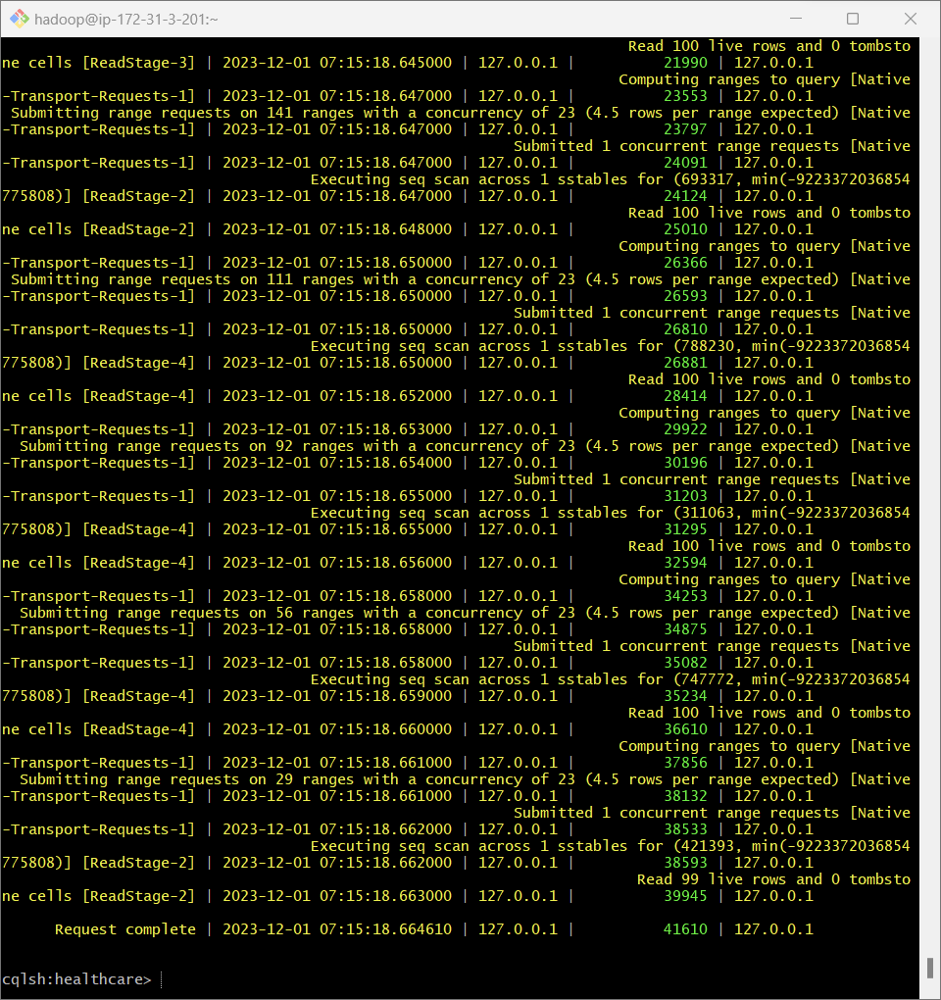 hadoop@ip-172-31-3-201:~
Read 100 live rows and 0 tombsto
ne cells [ReadStage-3] | 2023-12-01 07:15:18.645000 | 127.0.0.1 | 21990 | 127.0.0.1
Computing ranges to query [Native
-Transport-Requests-1] | 2023-12-01 07:15:18.647000 | 127.0.0.1 | 23553 | 127.0.0.1
Submitting range requests on 141 ranges with a concurrency of 23 (4.5 rows per range expected) [Native
-Transport-Requests-1] | 2023-12-01 07:15:18.647000 | 127.0.0.1 | 23797 | 127.0.0.1
Submitted 1 concurrent range requests [Native
-Transport-Requests-1] | 2023-12-01 07:15:18.647000 | 127.0.0.1 | 24091 | 127.0.0.1
Executing seq scan across 1 sstables for (693317, min(-9223372036854
775808)] [ReadStage-2] | 2023-12-01 07:15:18.647000 | 127.0.0.1 | 24124 | 127.0.0.1
Read 100 live rows and 0 tombsto
ne cells [ReadStage-2] | 2023-12-01 07:15:18.648000 | 127.0.0.1 | 25010 | 127.0.0.1
Computing ranges to query [Native
-Transport-Requests-1] | 2023-12-01 07:15:18.650000 | 127.0.0.1 | 26366 | 127.0.0.1
Submitting range requests on 111 ranges with a concurrency of 23 (4.5 rows per range expected) [Native
-Transport-Requests-1] | 2023-12-01 07:15:18.650000 | 127.0.0.1 | 26593 | 127.0.0.1
Submitted 1 concurrent range requests [Native
-Transport-Requests-1] | 2023-12-01 07:15:18.650000 | 127.0.0.1 | 26810 | 127.0.0.1
Executing seq scan across 1 sstables for (788230, min(-9223372036854
775808)] [ReadStage-4] | 2023-12-01 07:15:18.650000 | 127.0.0.1 | 26881 | 127.0.0.1
Read 100 live rows and 0 tombsto
ne cells [ReadStage-4] | 2023-12-01 07:15:18.652000 | 127.0.0.1 | 28414 | 127.0.0.1
Computing ranges to query [Native
-Transport-Requests-1] | 2023-12-01 07:15:18.653000 | 127.0.0.1 | 29922 | 127.0.0.1
Submitting range requests on 92 ranges with a concurrency of 23 (4.5 rows per range expected) [Native
-Transport-Requests-1] | 2023-12-01 07:15:18.654000 | 127.0.0.1 | 30196 | 127.0.0.1
Submitted 1 concurrent range requests [Native
-Transport-Requests-1] | 2023-12-01 07:15:18.655000 | 127.0.0.1 | 31203 | 127.0.0.1
Executing seq scan across 1 sstables for (311063, min(-9223372036854
775808)] [ReadStage-4] | 2023-12-01 07:15:18.655000 | 127.0.0.1 | 31295 | 127.0.0.1
Read 100 live rows and 0 tombsto
ne cells [ReadStage-4] | 2023-12-01 07:15:18.656000 | 127.0.0.1 | 32594 | 127.0.0.1
Computing ranges to query [Native
-Transport-Requests-1] | 2023-12-01 07:15:18.658000 | 127.0.0.1 | 34253 | 127.0.0.1
Submitting range requests on 56 ranges with a concurrency of 23 (4.5 rows per range expected) [Native
-Transport-Requests-1] | 2023-12-01 07:15:18.658000 | 127.0.0.1 | 34875 | 127.0.0.1
Submitted 1 concurrent range requests [Native
-Transport-Requests-1] | 2023-12-01 07:15:18.658000 | 127.0.0.1 | 35082 | 127.0.0.1
Executing seq scan across 1 sstables for (747772, min(-9223372036854
775808)] [ReadStage-4] | 2023-12-01 07:15:18.659000 | 127.0.0.1 | 35234 | 127.0.0.1
Read 100 live rows and 0 tombsto
ne cells [ReadStage-4] | 2023-12-01 07:15:18.660000 | 127.0.0.1 | 36610 | 127.0.0.1
Computing ranges to query [Native
-Transport-Requests-1] | 2023-12-01 07:15:18.661000 | 127.0.0.1 | 37856 | 127.0.0.1
Submitting range requests on 29 ranges with a concurrency of 23 (4.5 rows per range expected) [Native
-Transport-Requests-1] | 2023-12-01 07:15:18.661000 | 127.0.0.1 | 38132 | 127.0.0.1
Submitted 1 concurrent range requests [Native
-Transport-Requests-1] | 2023-12-01 07:15:18.662000 | 127.0.0.1 | 38533 | 127.0.0.1
Executing seq scan across 1 sstables for (421393, min(-9223372036854
775808)] [ReadStage-2] | 2023-12-01 07:15:18.662000 | 127.0.0.1 | 38593 | 127.0.0.1
Read 99 live rows and 0 tombsto
ne cells [ReadStage-2] | 2023-12-01 07:15:18.663000 | 127.0.0.1 | 39945 | 127.0.0.1
Request complete | 2023-12-01 07:15:18.664610 | 127.0.0.1 | 41610 | 127.0.0.1
cqlsh:healthcare>